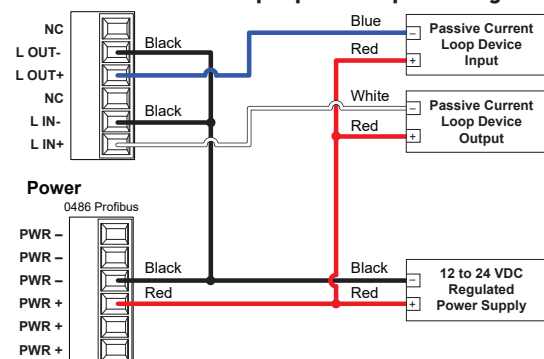 NC
L OUT-
L OUT+
NC
L IN-
L IN+
Black
Black
Blue
Red
White
Red
– Passive Current
Loop Device
+ Input
– Passive Current
Loop Device
+ Output
Power
0486 Profibus
PWR –
PWR –
PWR –
PWR +
PWR +
PWR +
Black
Red
Black
Red
– 12 to 24 VDC
Regulated
+ Power Supply